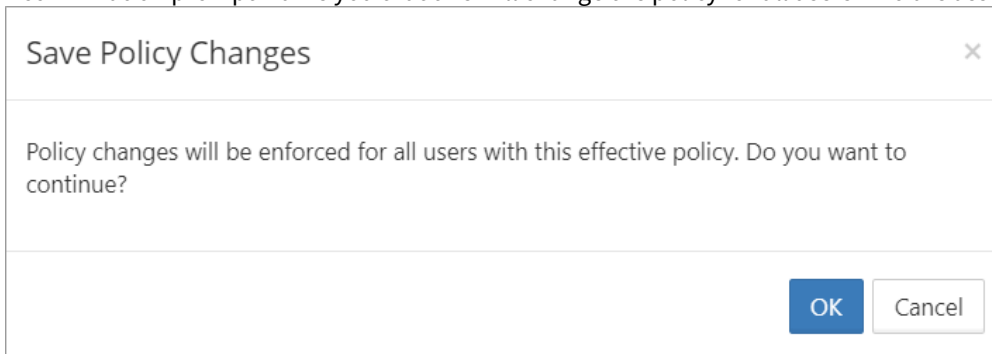 Save Policy Changes ×
Policy changes will be enforced for all users with this effective policy. Do you want to
continue?
OK Cancel